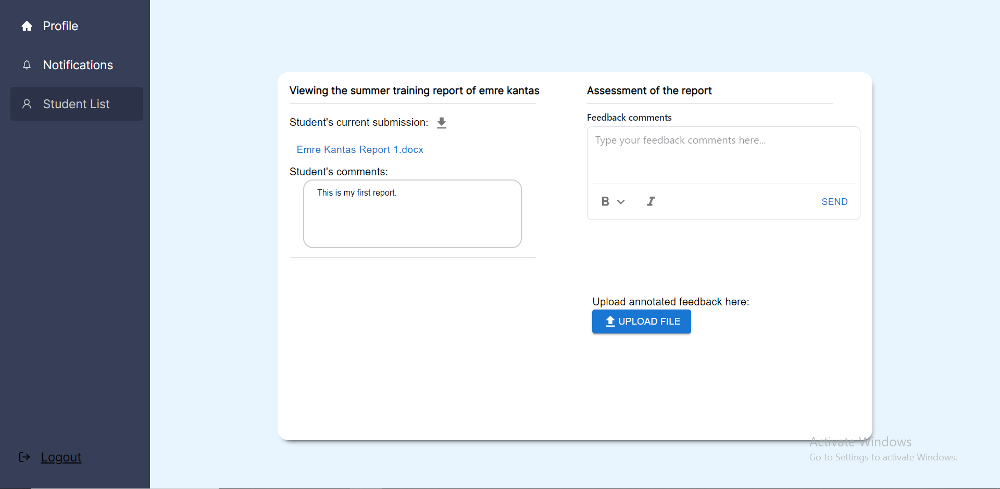 Profile
Notifications
Student List
Logout
Viewing the summer training report of emre kantas
Student's current submission:
Emre Kantas Report 1.docx
Student's comments:
This is my first report.
Assessment of the report
Feedback comments
Type your feedback comments here...
B I SEND
Upload annotated feedback here:
UPLOAD FILE
Activate Windows
Go to Settings to activate Windows.